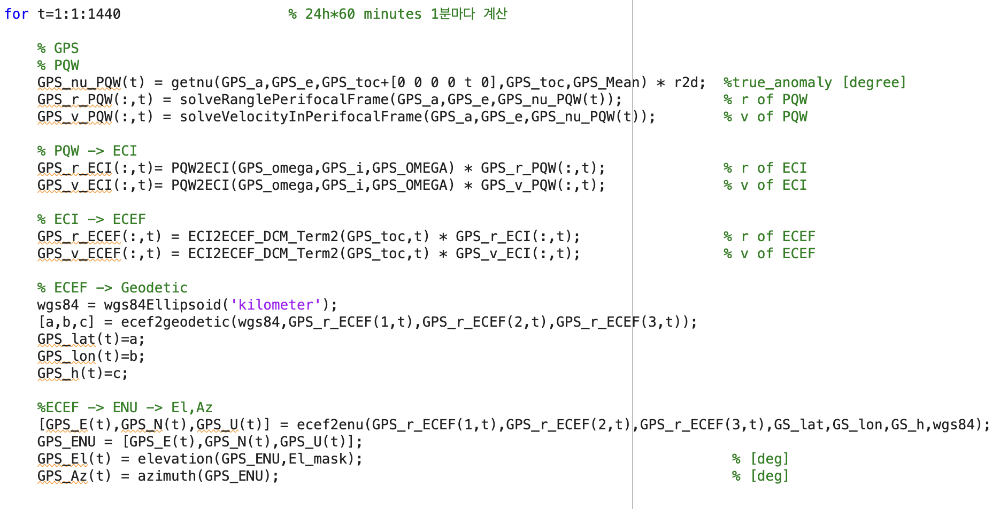 for t=1:1:1440 % 24h*60 minutes 1분마다 계산
% GPS
% PQW
GPS_nu_PQW(t) = getnu(GPS_a,GPS_e,GPS_toc+[0 0 0 0 t 0],GPS_toc,GPS_Mean) * r2d; %true_anomaly [degree]
GPS_r_PQW(:,t) = solveRanglePerifocalFrame(GPS_a,GPS_e,GPS_nu_PQW(t)); % r of PQW
GPS_v_PQW(:,t) = solveVelocityInPerifocalFrame(GPS_a,GPS_e,GPS_nu_PQW(t)); % v of PQW
% PQW -> ECI
GPS_r_ECI(:,t)= PQW2ECI(GPS_omega,GPS_i,GPS_OMEGA) * GPS_r_PQW(:,t); % r of ECI
GPS_v_ECI(:,t)= PQW2ECI(GPS_omega,GPS_i,GPS_OMEGA) * GPS_v_PQW(:,t); % v of ECI
% ECI -> ECEF
GPS_r_ECEF(:,t) = ECI2ECEF_DCM_Term2(GPS_toc,t) * GPS_r_ECI(:,t); % r of ECEF
GPS_v_ECEF(:,t) = ECI2ECEF_DCM_Term2(GPS_toc,t) * GPS_v_ECI(:,t); % v of ECEF
% ECEF -> Geodetic
wgs84 = wgs84Ellipsoid('kilometer');
[a,b,c] = ecef2geodetic(wgs84,GPS_r_ECEF(1,t),GPS_r_ECEF(2,t),GPS_r_ECEF(3,t));
GPS_lat(t)=a;
GPS_lon(t)=b;
GPS_h(t)=c;
%ECEF -> ENU -> El,Az
[GPS_E(t),GPS_N(t),GPS_U(t)] = ecef2enu(GPS_r_ECEF(1,t),GPS_r_ECEF(2,t),GPS_r_ECEF(3,t),GS_lat,GS_lon,GS_h,wgs84);
GPS_ENU = [GPS_E(t),GPS_N(t),GPS_U(t)];
GPS_El(t) = elevation(GPS_ENU,El_mask); % [deg]
GPS_Az(t) = azimuth(GPS_ENU); % [deg]